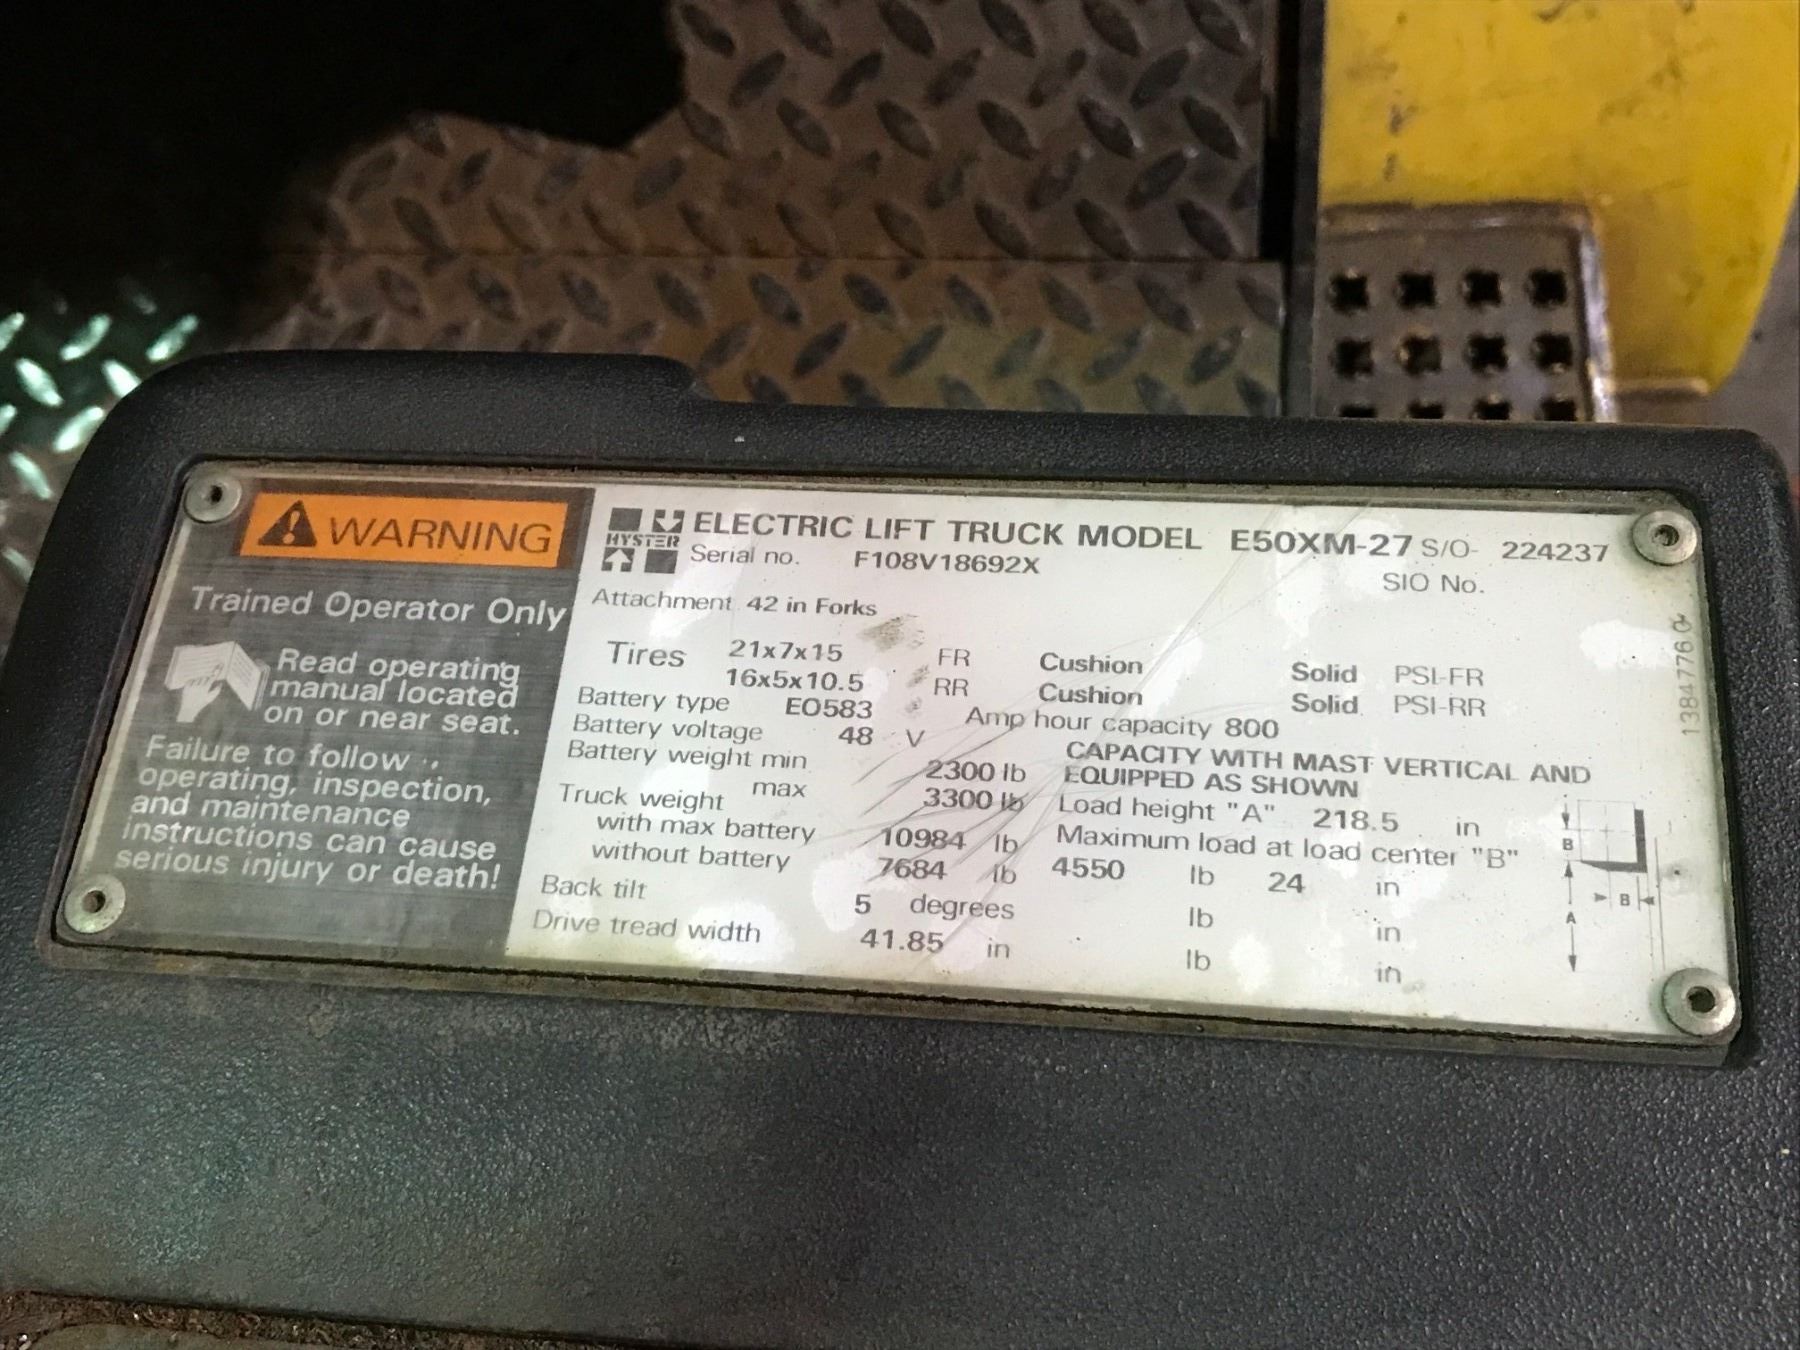 WARNING
Trained Operator Only
Read operating
manual located
on or near seat.
Failure to follow
operating, inspection,
and maintenance
instructions can cause
serious injury or death!
HYSTER
ELECTRIC LIFT TRUCK MODEL E50XM-27 S/O- 224237
Serial no. F108V18692X SIO No.
Attachment 42 in Forks
Tires 21x7x15 FR Cushion Solid PSI-FR
16x5x10.5 RR Cushion Solid PSI-RR
Battery type EO583 Amp hour capacity 800
Battery voltage 48 V
Battery weight min 2300 lb
max 3300 lb
Truck weight
with max battery 10984 lb
without battery 7684 lb
Back tilt 5 degrees
Drive tread width 41.85 in
CAPACITY WITH MAST VERTICAL AND
EQUIPPED AS SHOWN
Load height "A" 218.5 in
Maximum load at load center "B"
4550 lb 24 in
lb in
lb in
B
B
A